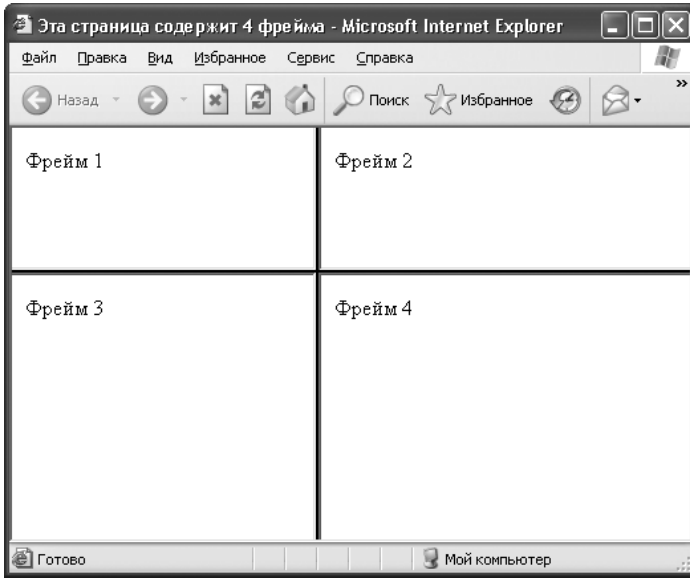 Эта страница содержит 4 фрейма - Microsoft Internet Explorer
Файл Правка Вид Избранное Сервис Справка
Назад Поиск Избранное »
Фрейм 1 Фрейм 2
Фрейм 3 Фрейм 4
Готово Мой компьютер